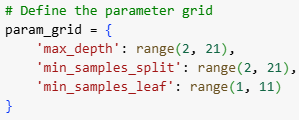 # Define the parameter grid
param_grid = {
    'max_depth': range(2, 21),
    'min_samples_split': range(2, 21),
    'min_samples_leaf': range(1, 11)
}